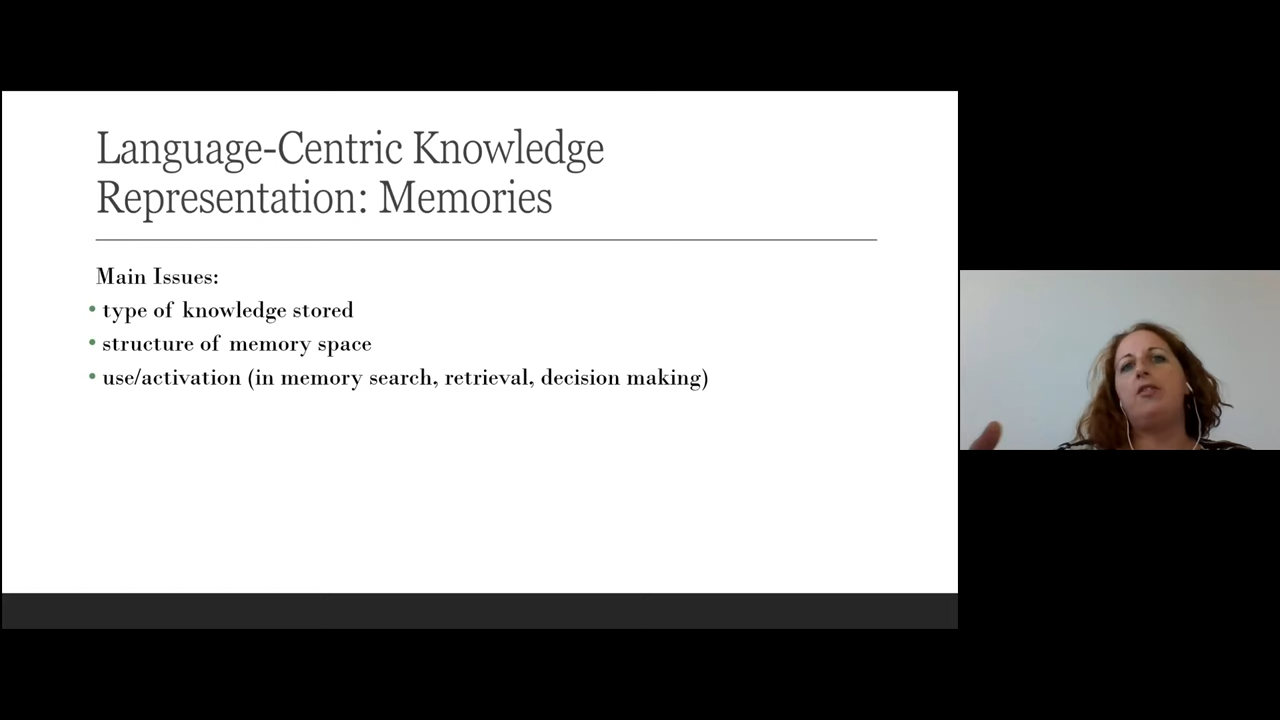 Language-Centric Knowledge
Representation: Memories
Main Issues:
• type of knowledge stored
• structure of memory space
• use/activation (in memory search, retrieval, decision making)